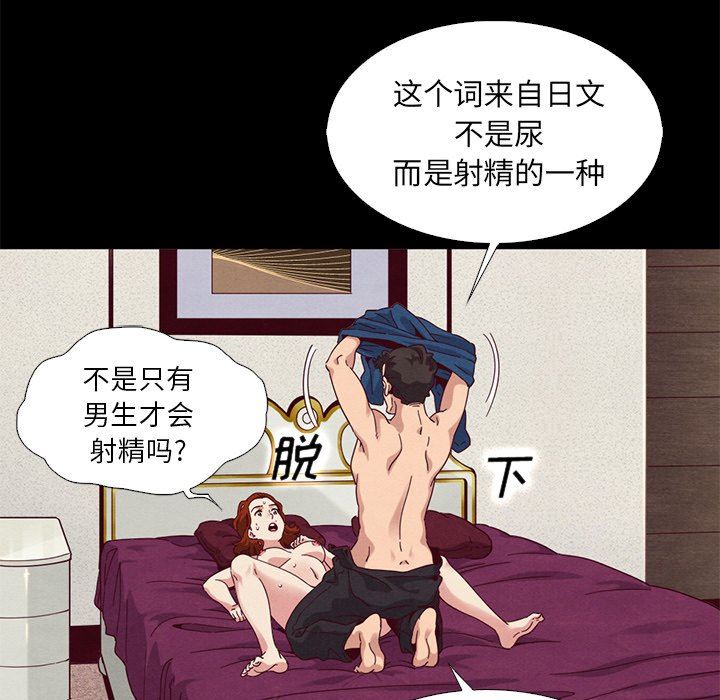 这个词来自日文
不是尿
而是射精的一种
不是只有
男生才会
射精吗?
脱下